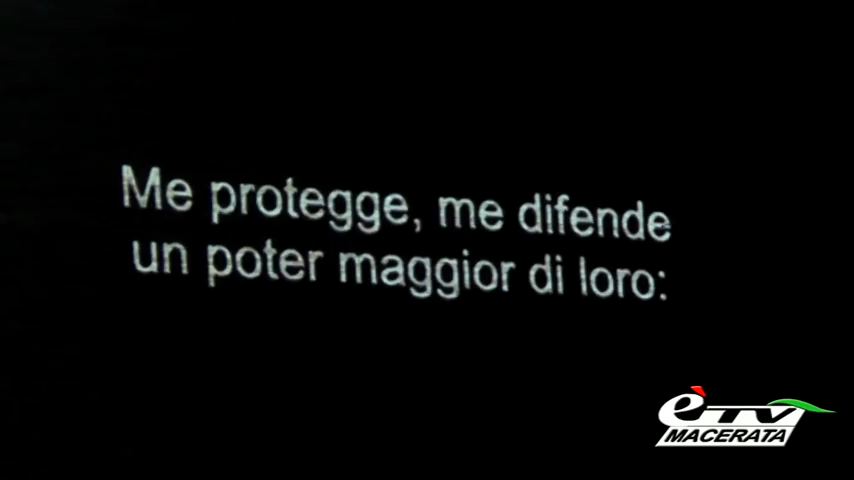 Me protegge, me difende
un poter maggior di loro:
èTV
MACERATA